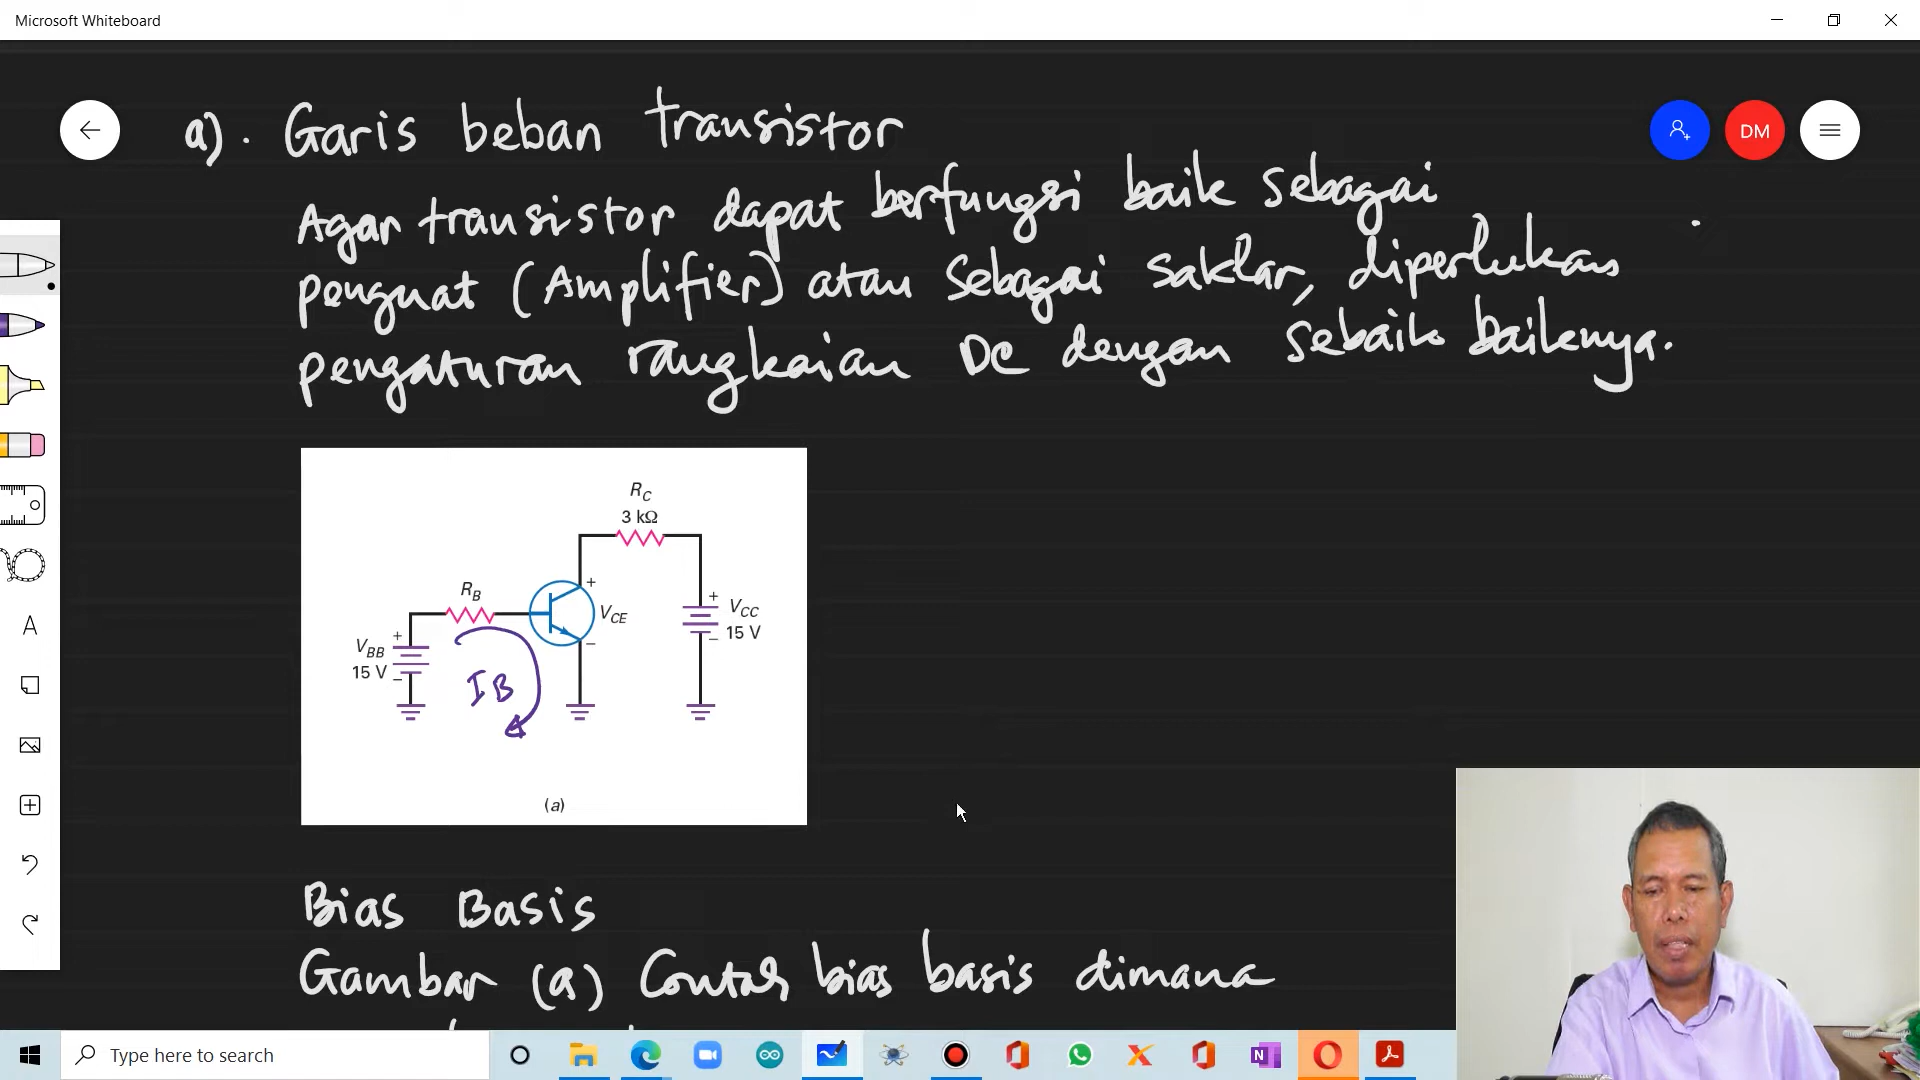 Microsoft Whiteboard
a). Garis beban transistor
DM
Agar transistor dapat berfungsi baik sebagai
penguat (Amplifier) atau sebagai saklar, diperlukan
pengaturan rangkaian DC dengan sebaik baiknya.
RC
3 kΩ
RB
+
VCE
−
+
VCC
15 V
−
+
VBB
15 V
−
IB
(a)
A
Bias Basis
Gambar (a) Contoh bias basis dimana
Type here to search